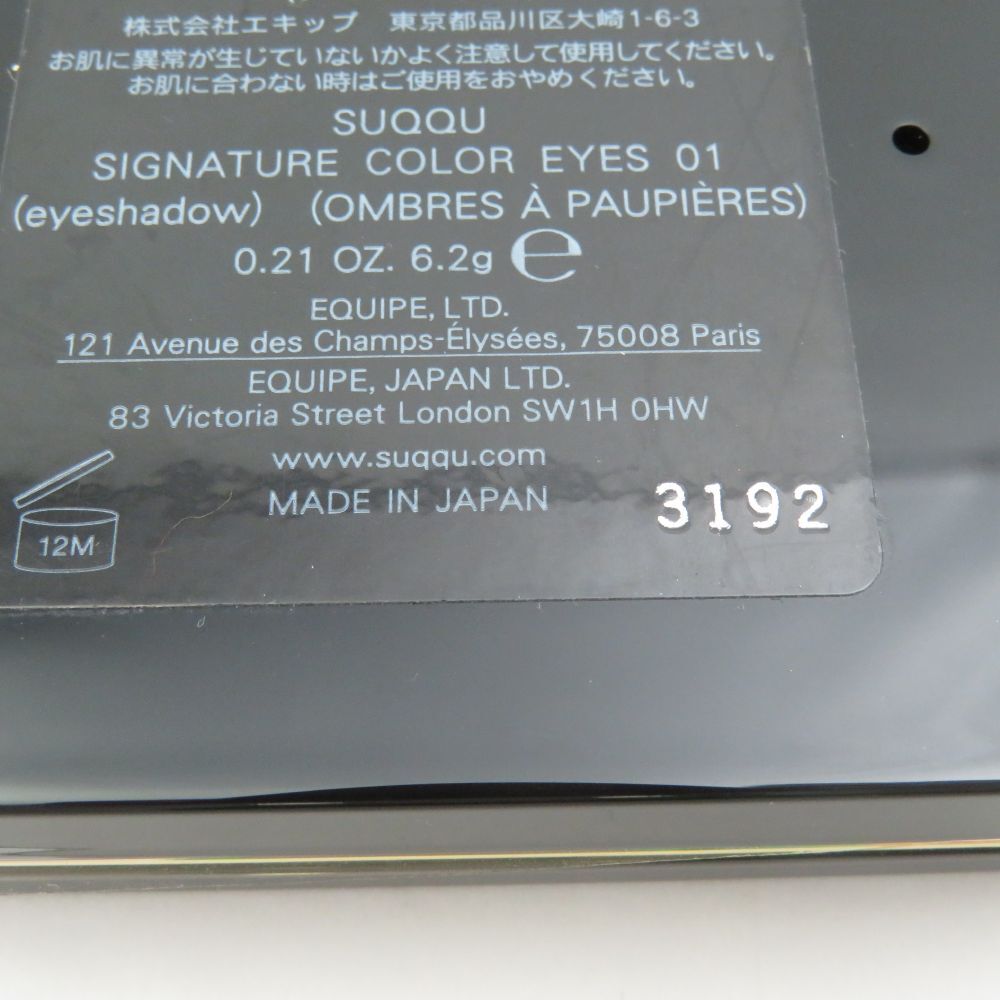 株式会社エキップ 東京都品川区大崎1-6-3
お肌に異常が生じていないかよく注意して使用してください。
お肌に合わない時はご使用をおやめください。
SUQQU
SIGNATURE COLOR EYES 01
(eyeshadow) (OMBRES À PAUPIÈRES)
0.21 OZ. 6.2g ℮
EQUIPE, LTD.
121 Avenue des Champs-Élysées, 75008 Paris
EQUIPE, JAPAN LTD.
83 Victoria Street London SW1H 0HW
www.suqqu.com
MADE IN JAPAN 3192
12M